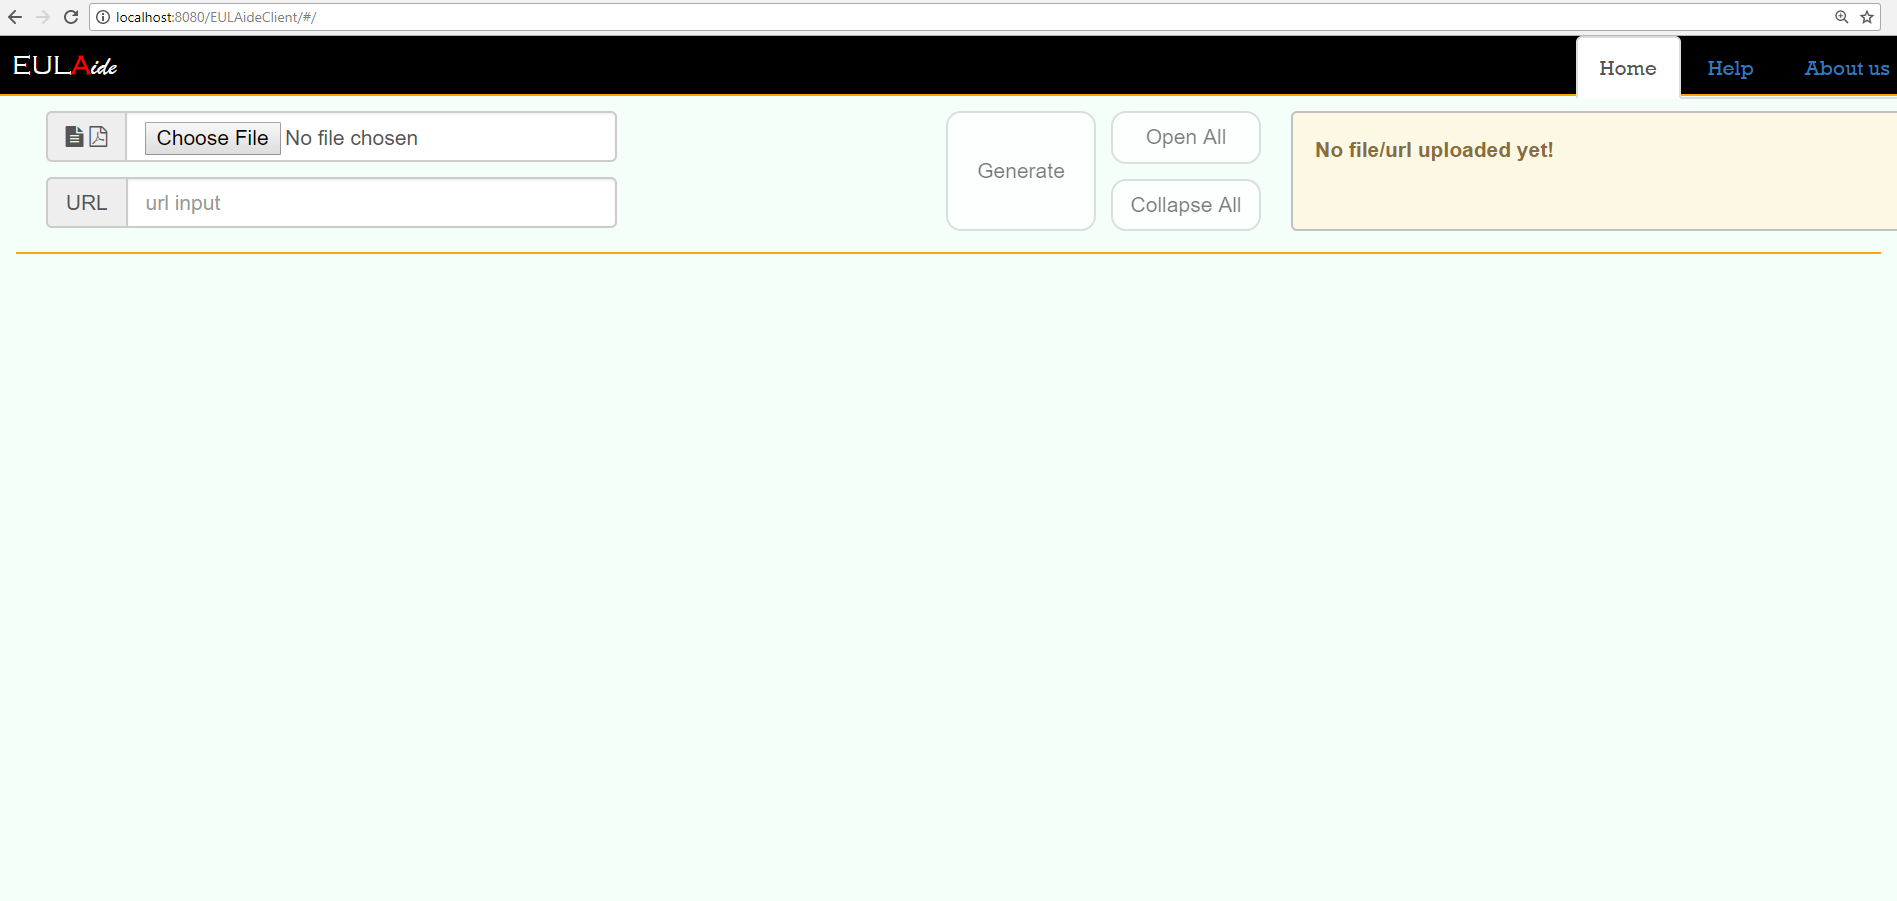 localhost:8080/EULAideClient/#/
EULAide
Home Help About us
Choose File No file chosen
URL url input
Generate
Open All
Collapse All
No file/url uploaded yet!